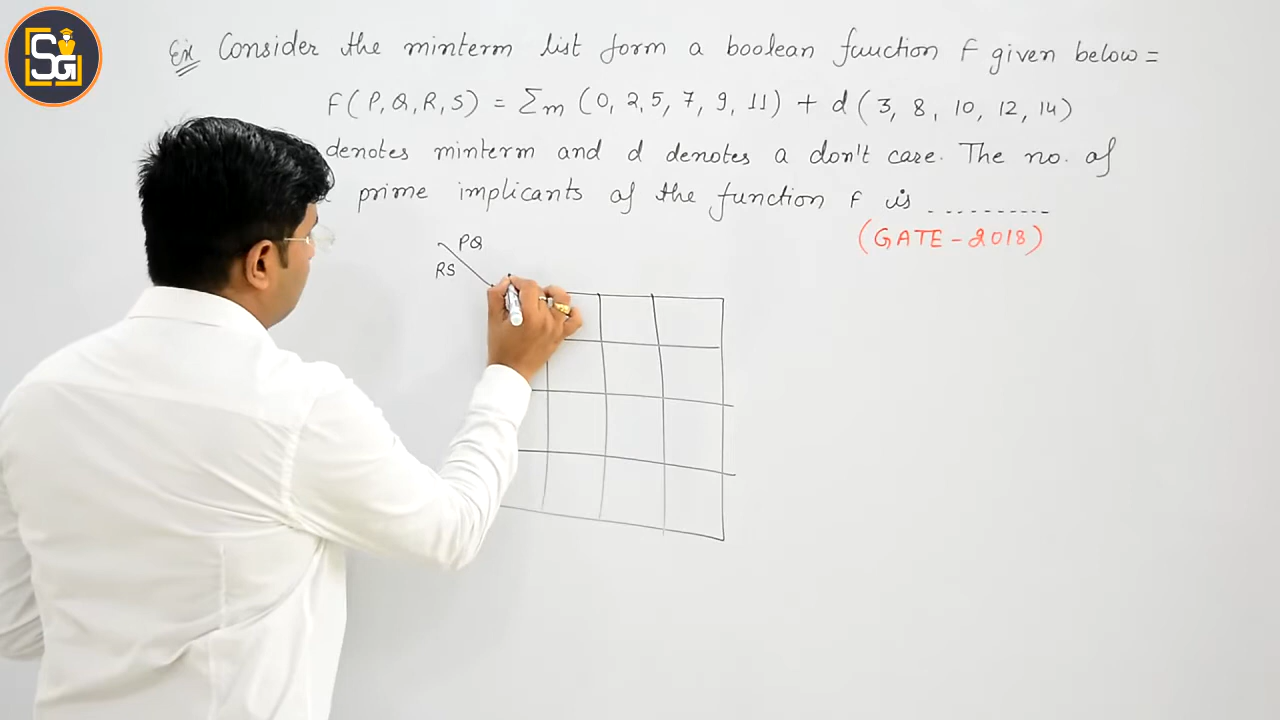 SG
Ex Consider the minterm list form a boolean function F given below =
F(P,Q,R,S) = Σm (0, 2, 5, 7, 9, 11) + d (3, 8, 10, 12, 14)
denotes minterm and d denotes a don't care. The no. of
prime implicants of the function F is ----------
(GATE - 2018)
PQ
RS